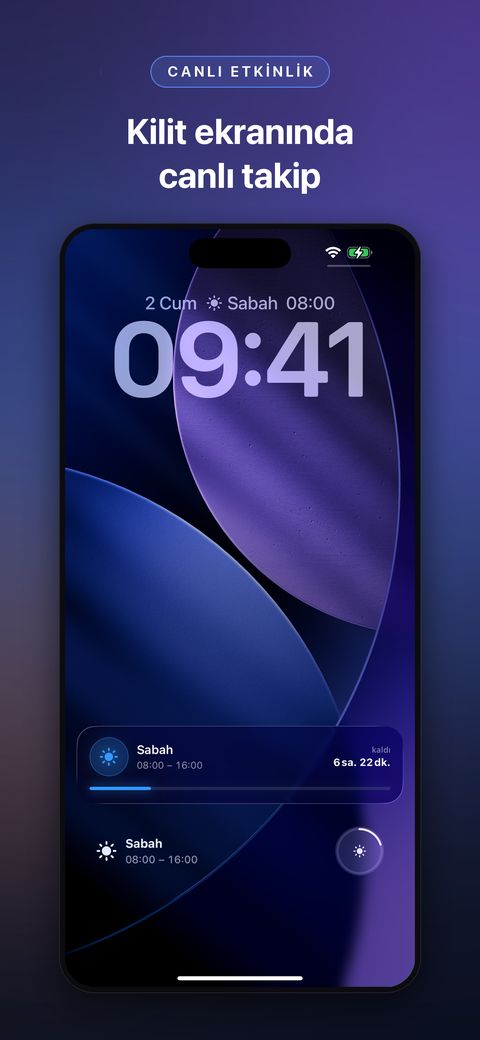 CANLI ETKİNLİK
Kilit ekranında
canlı takip
2 Cum Sabah 08:00
09:41
Sabah
08:00 – 16:00
kaldı
6 sa. 22 dk.
Sabah
08:00 – 16:00